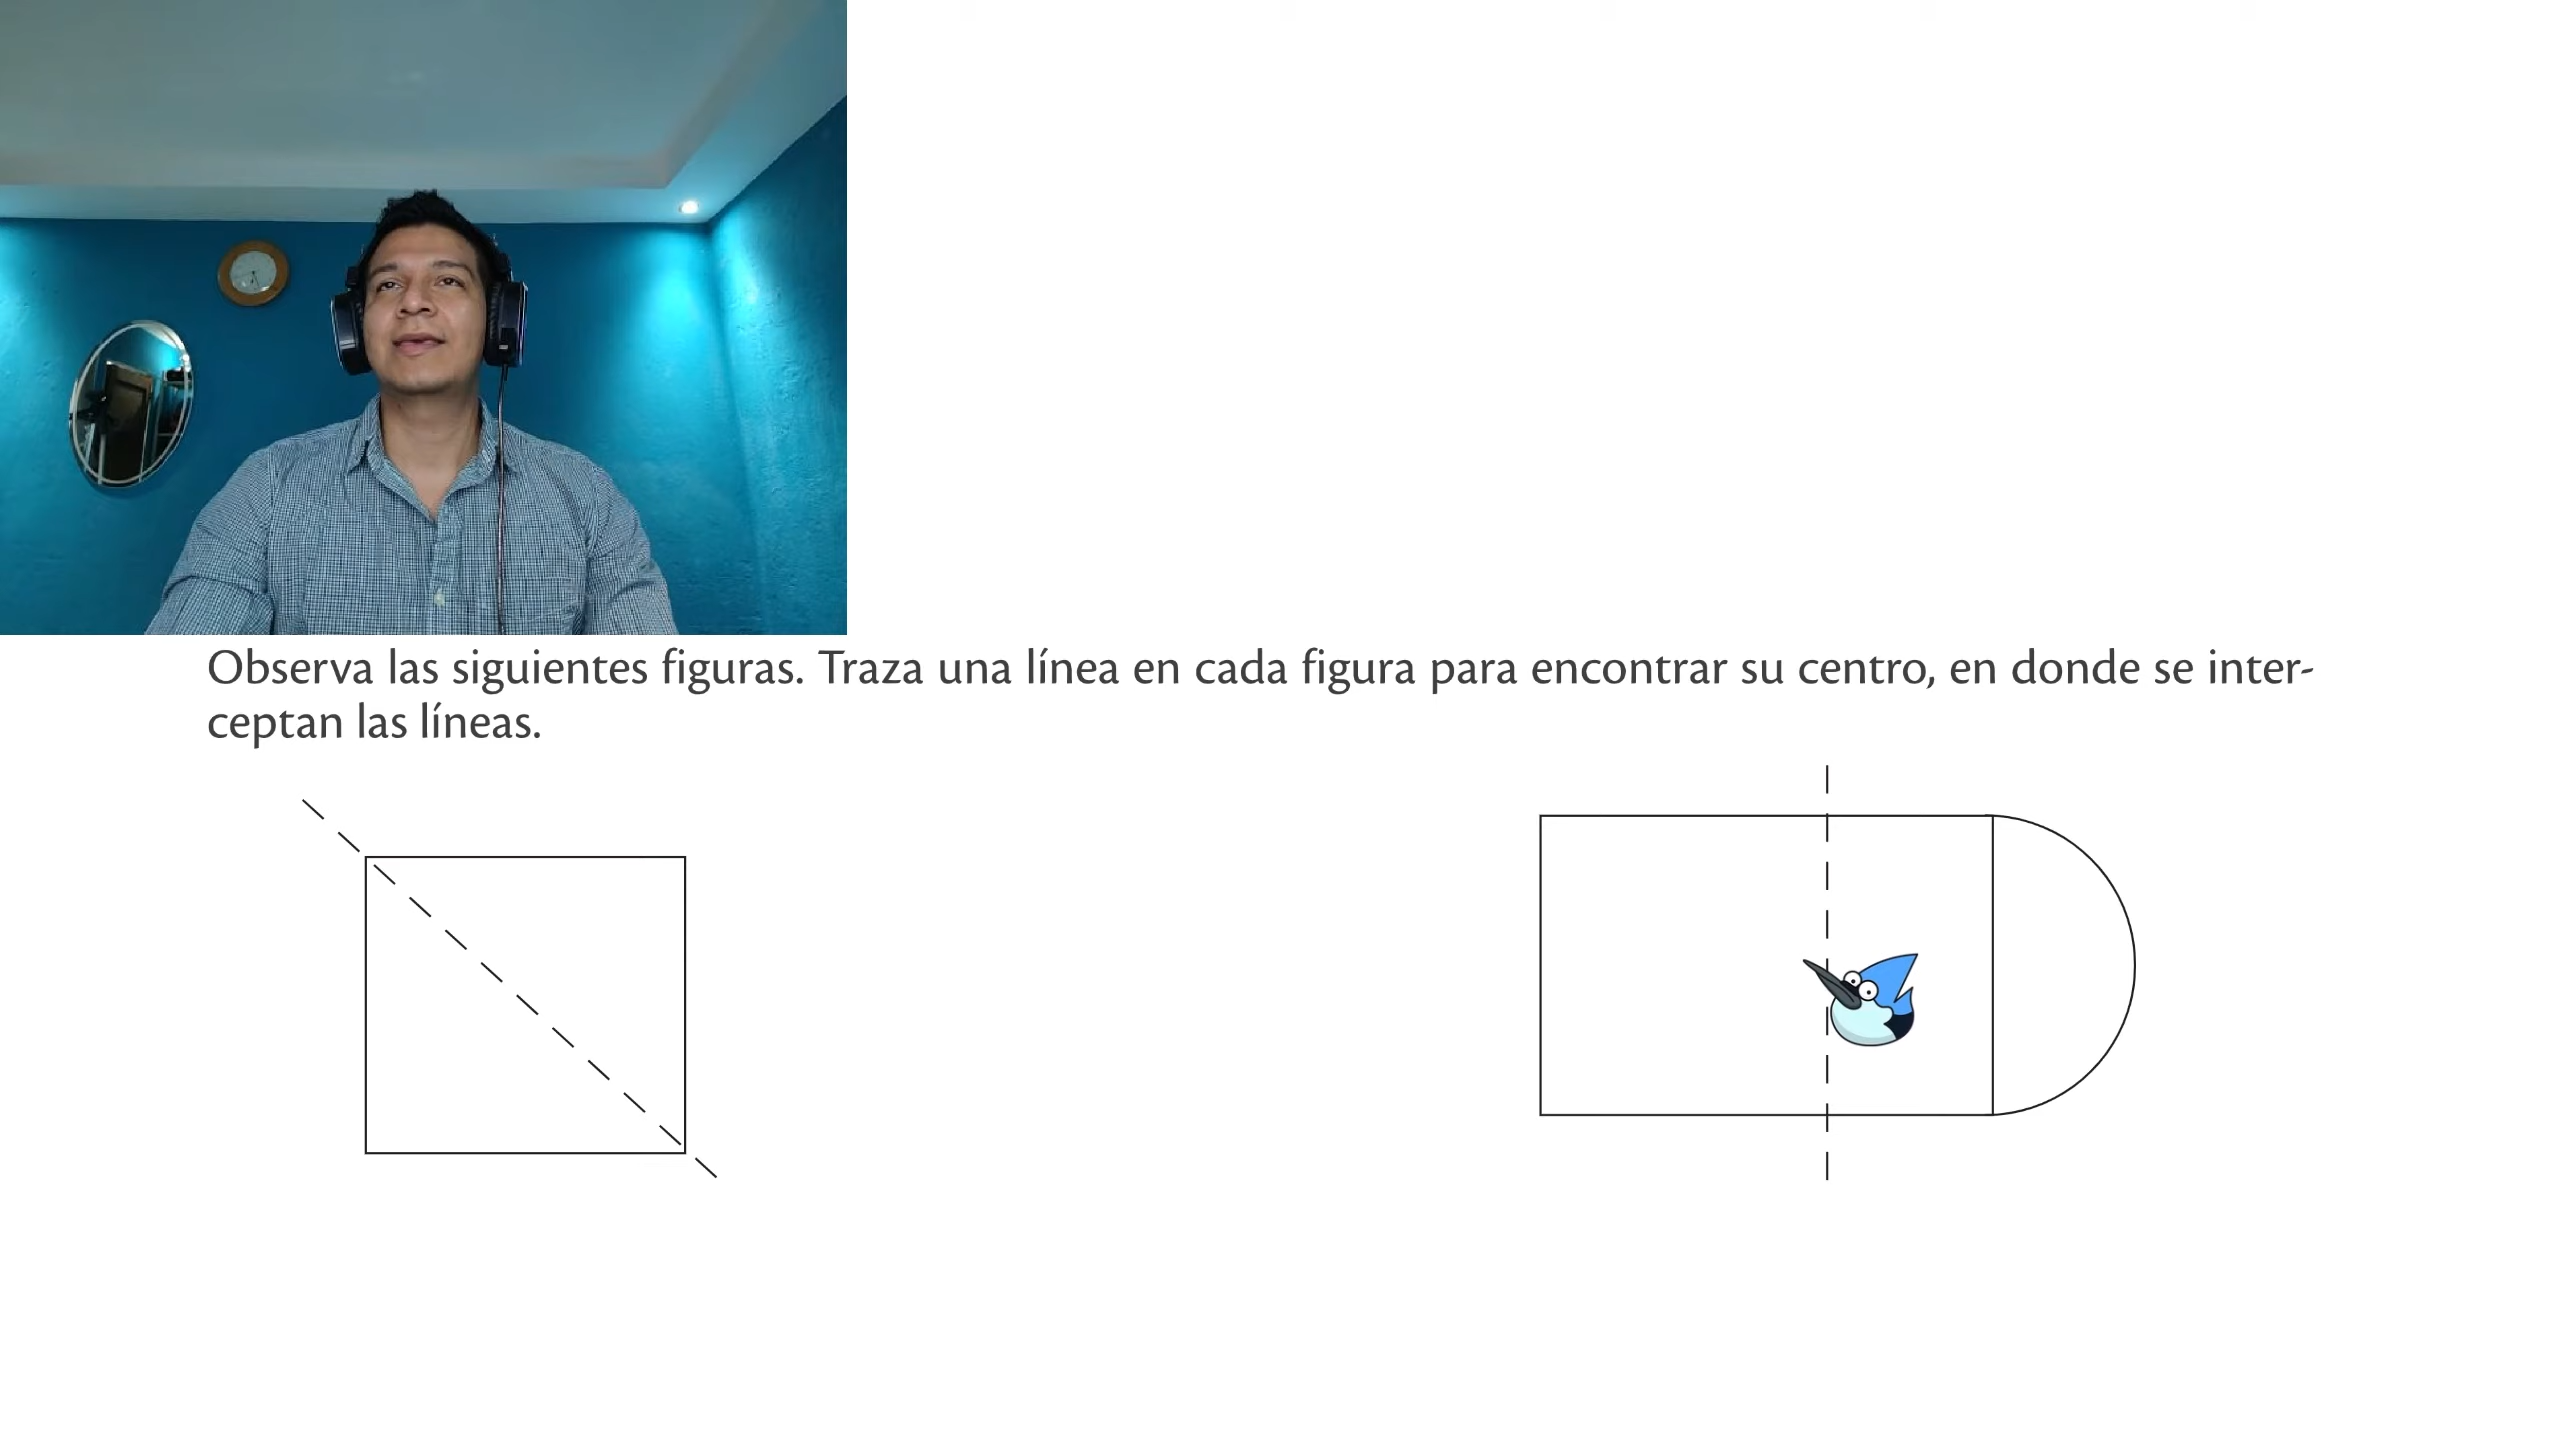 Observa las siguientes figuras. Traza una línea en cada figura para encontrar su centro, en donde se inter-
ceptan las líneas.